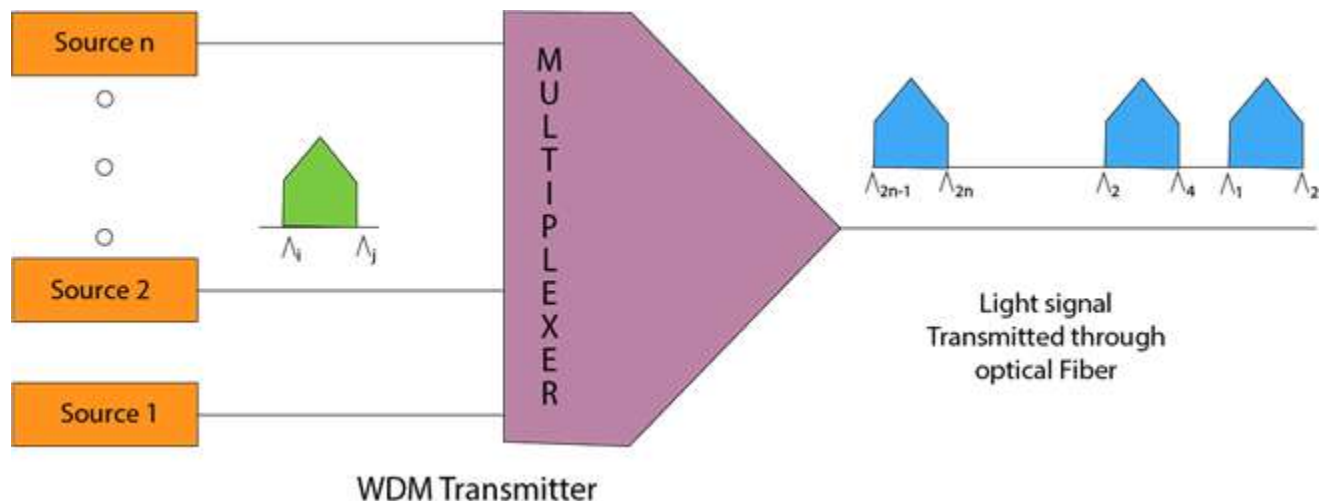 Source n
MULTIPLEXER
Λ2n-1 Λ2n Λ2 Λ4 Λ1 Λ2
Λi Λj
Source 2
Light signal
Transmitted through
optical Fiber
Source 1
WDM Transmitter